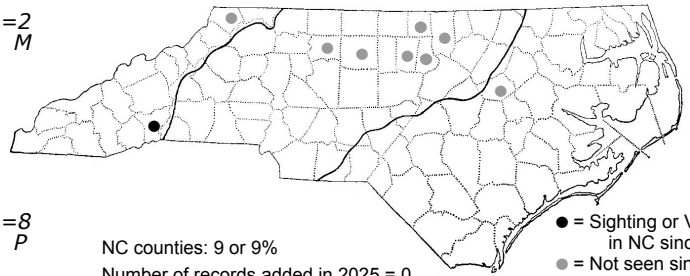 =2
M
=8
P
NC counties: 9 or 9%
Number of records added in 2025 = 0
● = Sighting or V
in NC sinc
● = Not seen sin